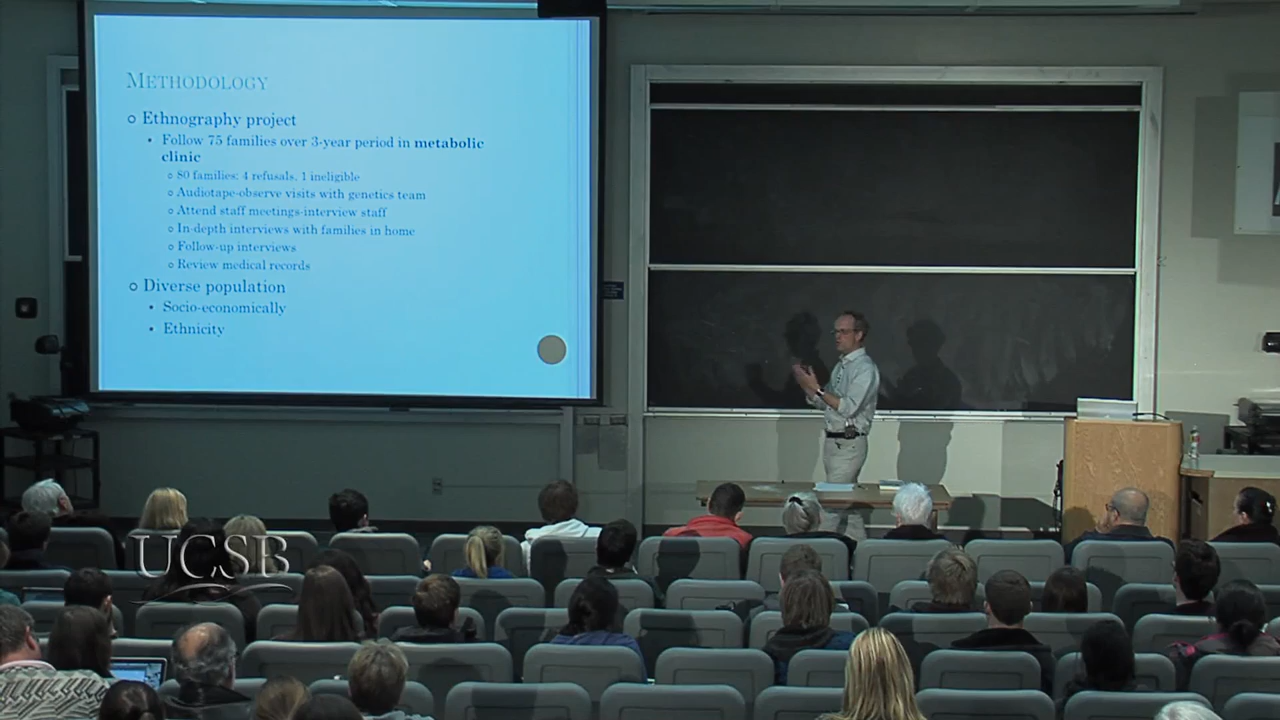 METHODOLOGY
Ethnography project
Follow 75 families over 3-year period in metabolic
clinic
80 families: 4 refusals, 1 ineligible
Audiotape-observe visits with genetics team
Attend staff meetings-interview staff
In-depth interviews with families in home
Follow-up interviews
Review medical records
Diverse population
Socio-economically
Ethnicity
UCSB